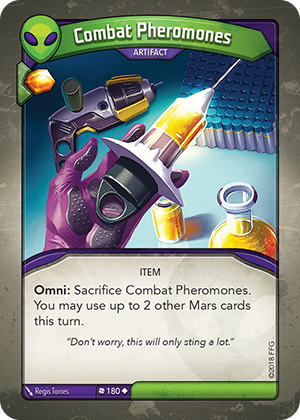 Combat Pheromones
ARTIFACT
ITEM
Omni: Sacrifice Combat Pheromones.
You may use up to 2 other Mars cards
this turn.
“Don’t worry, this will only sting a lot.”
©2018 FFG
Regis Torres
180